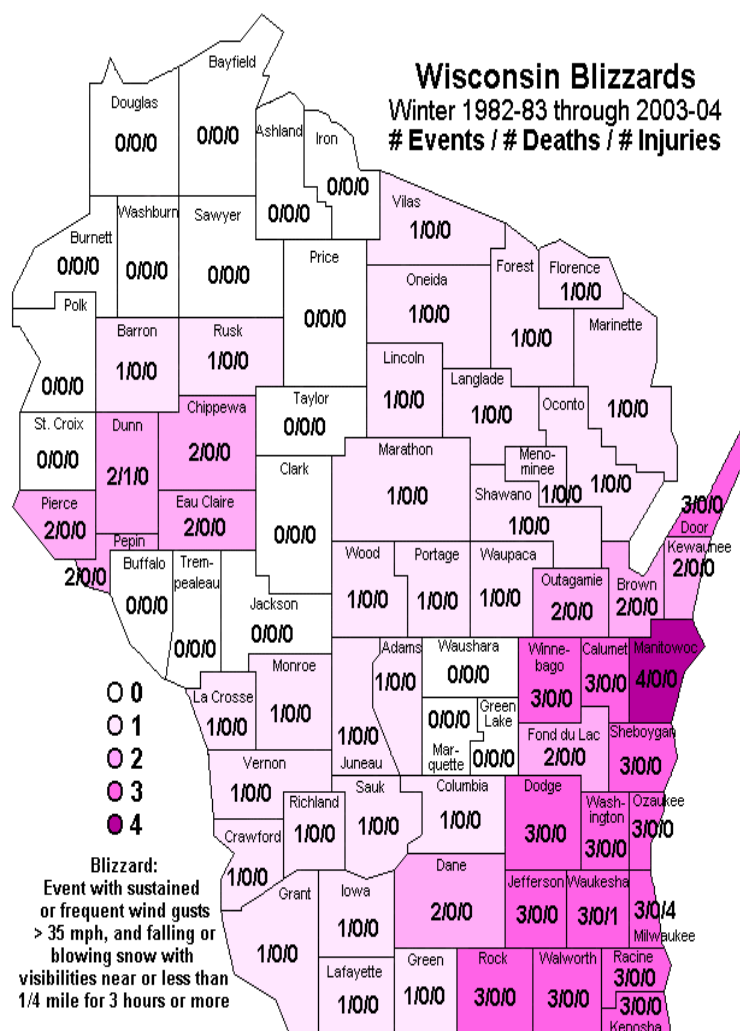 Wisconsin Blizzards
Winter 1982-83 through 2003-04
# Events / # Deaths / # Injuries
Bayfield
0/0/0
Douglas
0/0/0
Ashland
0/0/0
Iron
0/0/0
Vilas
1/0/0
Washburn
0/0/0
Sawyer
0/0/0
Burnett
0/0/0
Price
0/0/0
Forest
1/0/0
Florence
1/0/0
Oneida
1/0/0
Polk
0/0/0
Barron
1/0/0
Rusk
1/0/0
Marinette
1/0/0
Lincoln
1/0/0
Langlade
1/0/0
Taylor
0/0/0
Chippewa
2/0/0
Oconto
1/0/0
St. Croix
0/0/0
Dunn
2/1/0
Marathon
1/0/0
Meno-
minee
1/0/0
Clark
0/0/0
Shawano
1/0/0
Pierce
2/0/0
Eau Claire
2/0/0
3/0/0
Door
Pepin
2/0/0
Buffalo
0/0/0
Trem-
pealeau
0/0/0
Wood
1/0/0
Portage
1/0/0
Waupaca
1/0/0
Outagamie
2/0/0
Brown
2/0/0
Kewaunee
2/0/0
Jackson
0/0/0
Adams
1/0/0
Waushara
0/0/0
Winne-
bago
3/0/0
Calumet
3/0/0
Manitowoc
4/0/0
Monroe
1/0/0
La Crosse
1/0/0
1/0/0
Juneau
0/0/0
Mar-
quette
Green
Lake
0/0/0
Fond du Lac
2/0/0
Sheboygan
3/0/0
Vernon
1/0/0
Richland
1/0/0
Sauk
1/0/0
Columbia
1/0/0
Dodge
3/0/0
Wash-
ington
3/0/0
Ozaukee
3/0/0
Crawford
1/0/0
Grant
1/0/0
Iowa
1/0/0
Dane
2/0/0
Jefferson
3/0/0
Waukesha
3/0/1
3/0/4
Milwaukee
Lafayette
1/0/0
Green
1/0/0
Rock
3/0/0
Walworth
3/0/0
Racine
3/0/0
3/0/0
Kenosha
0
1
2
3
4
Blizzard:
Event with sustained
or frequent wind gusts
> 35 mph, and falling or
blowing snow with
visibilities near or less than
1/4 mile for 3 hours or more